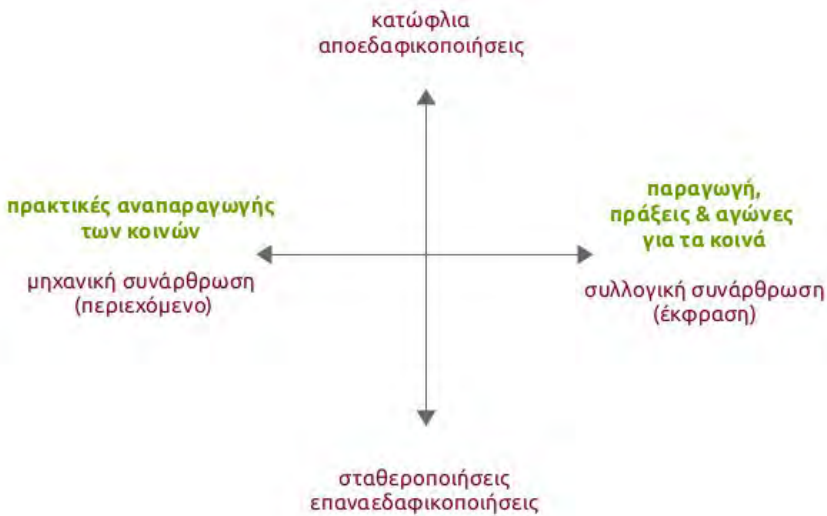 κατώφλια
αποεδαφικοποιήσεις
πρακτικές αναπαραγωγής
των κοινών
μηχανική συνάρθρωση
(περιεχόμενο)
παραγωγή,
πράξεις & αγώνες
για τα κοινά
συλλογική συνάρθρωση
(έκφραση)
σταθεροποιήσεις
επαναεδαφικοποιήσεις